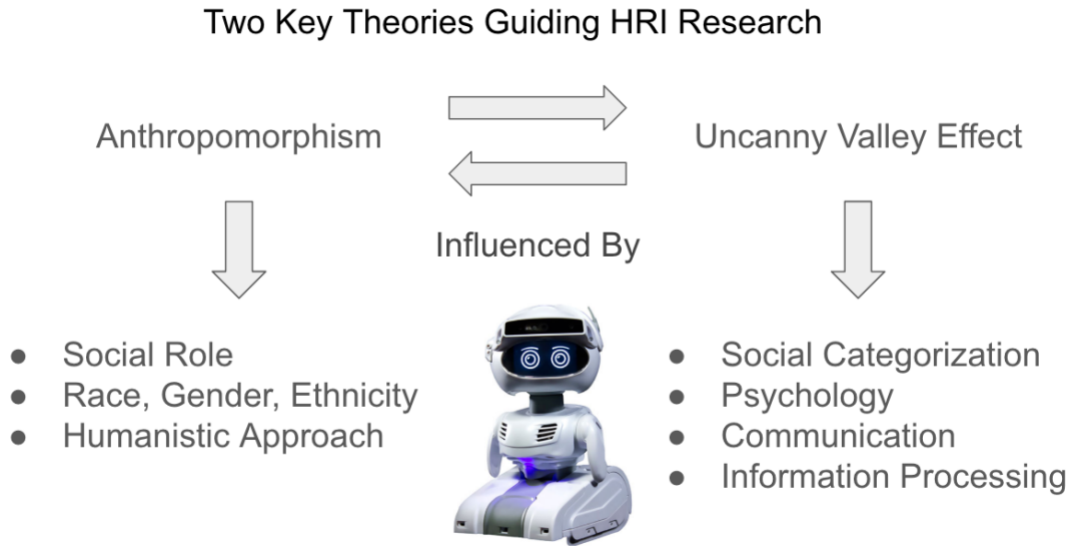 Two Key Theories Guiding HRI Research
Anthropomorphism
Uncanny Valley Effect
Influenced By
● Social Role
● Race, Gender, Ethnicity
● Humanistic Approach
● Social Categorization
● Psychology
● Communication
● Information Processing